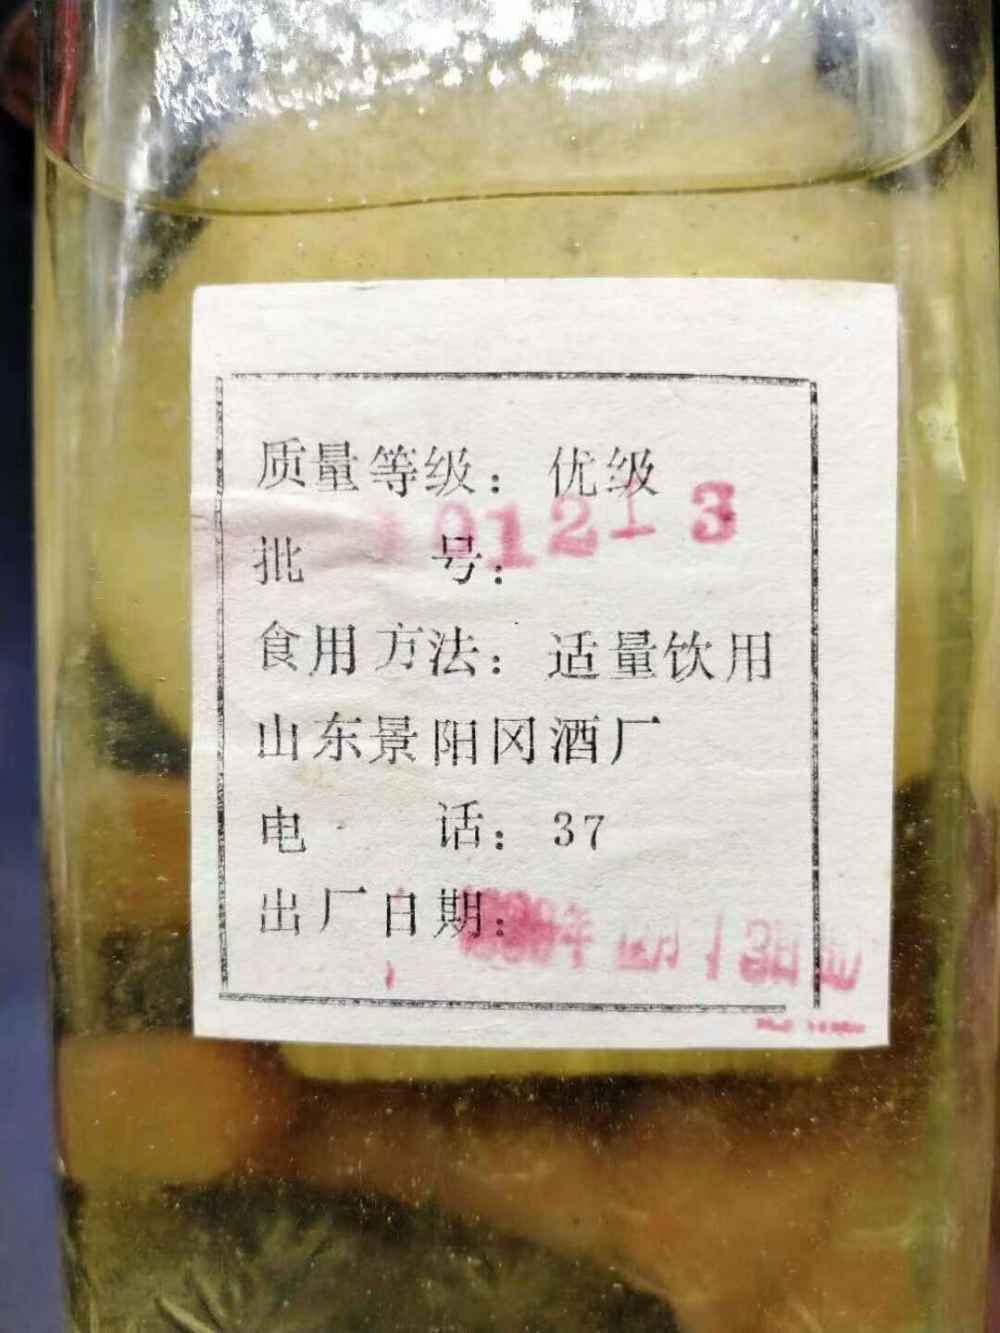 质量等级：优级
1012-3
批　　号：
食用方法：适量饮用
山东景阳冈酒厂
电　　话：37
出厂日期：